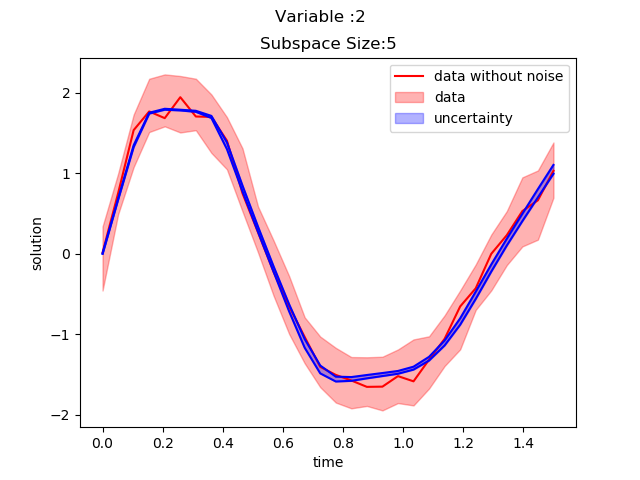 Variable :2
Subspace Size:5
data without noise
data
uncertainty
solution
2
1
0
−1
−2
0.0 0.2 0.4 0.6 0.8 1.0 1.2 1.4
time